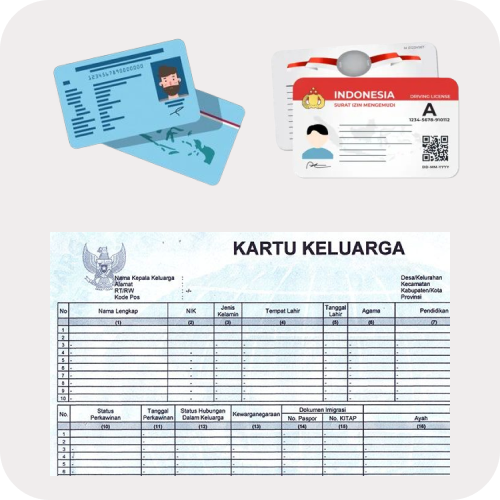 1234567890000000
INDONESIA
DRIVING LICENSE
SURAT IZIN MENGEMUDI
A
1234-5678-910112
DD-MM-YYYY
KARTU KELUARGA
Nama Kepala Keluarga :
Alamat :
RT/RW : -/-
Kode Pos :
Desa/Kelurahan
Kecamatan
Kabupaten/Kota
Provinsi
No Nama Lengkap NIK Jenis Kelamin Tempat Lahir Tanggal Lahir Agama Pendidikan
(1) (2) (3) (4) (5) (6) (7)
1
2
3
4
5
6
7
8
9
10
No. Status Perkawinan Tanggal Perkawinan Status Hubungan Dalam Keluarga Kewarganegaraan Dokumen Imigrasi No. Paspor No. KITAP Ayah
(10) (11) (12) (13) (14) (15) (16)
1
2
3
4
5